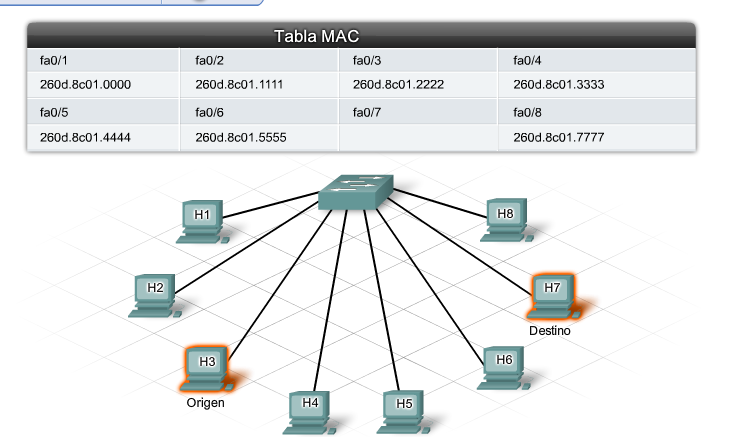 Tabla MAC
fa0/1 fa0/2 fa0/3 fa0/4
260d.8c01.0000 260d.8c01.1111 260d.8c01.2222 260d.8c01.3333
fa0/5 fa0/6 fa0/7 fa0/8
260d.8c01.4444 260d.8c01.5555 260d.8c01.7777
H1
H8
H2
H7
Destino
H3
H6
Origen
H4
H5